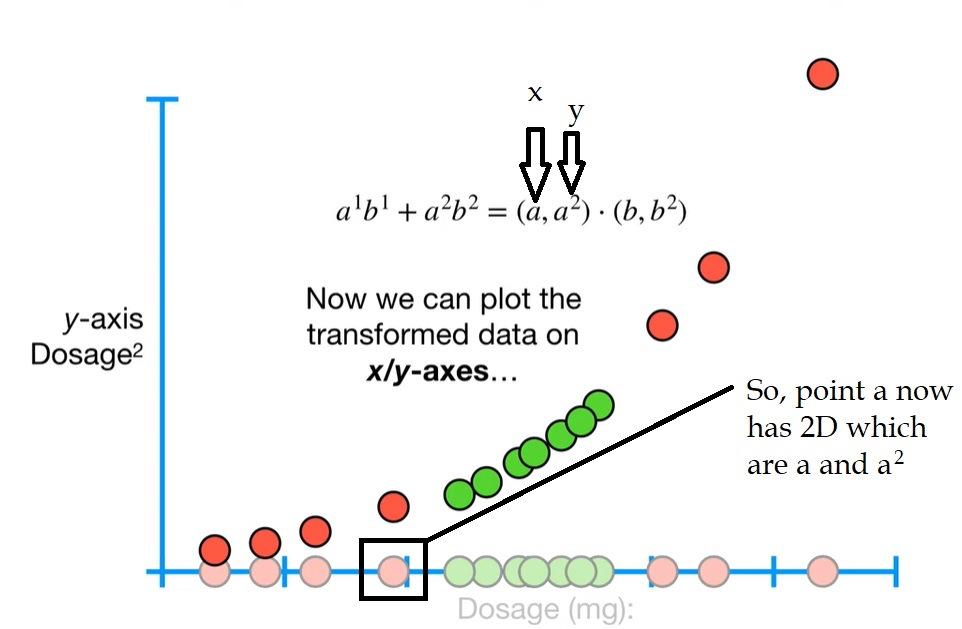 x
y
a¹b¹ + a²b² = (a, a²) · (b, b²)
Now we can plot the
transformed data on
x/y-axes…
y-axis
Dosage²
So, point a now
has 2D which
are a and a²
Dosage (mg):